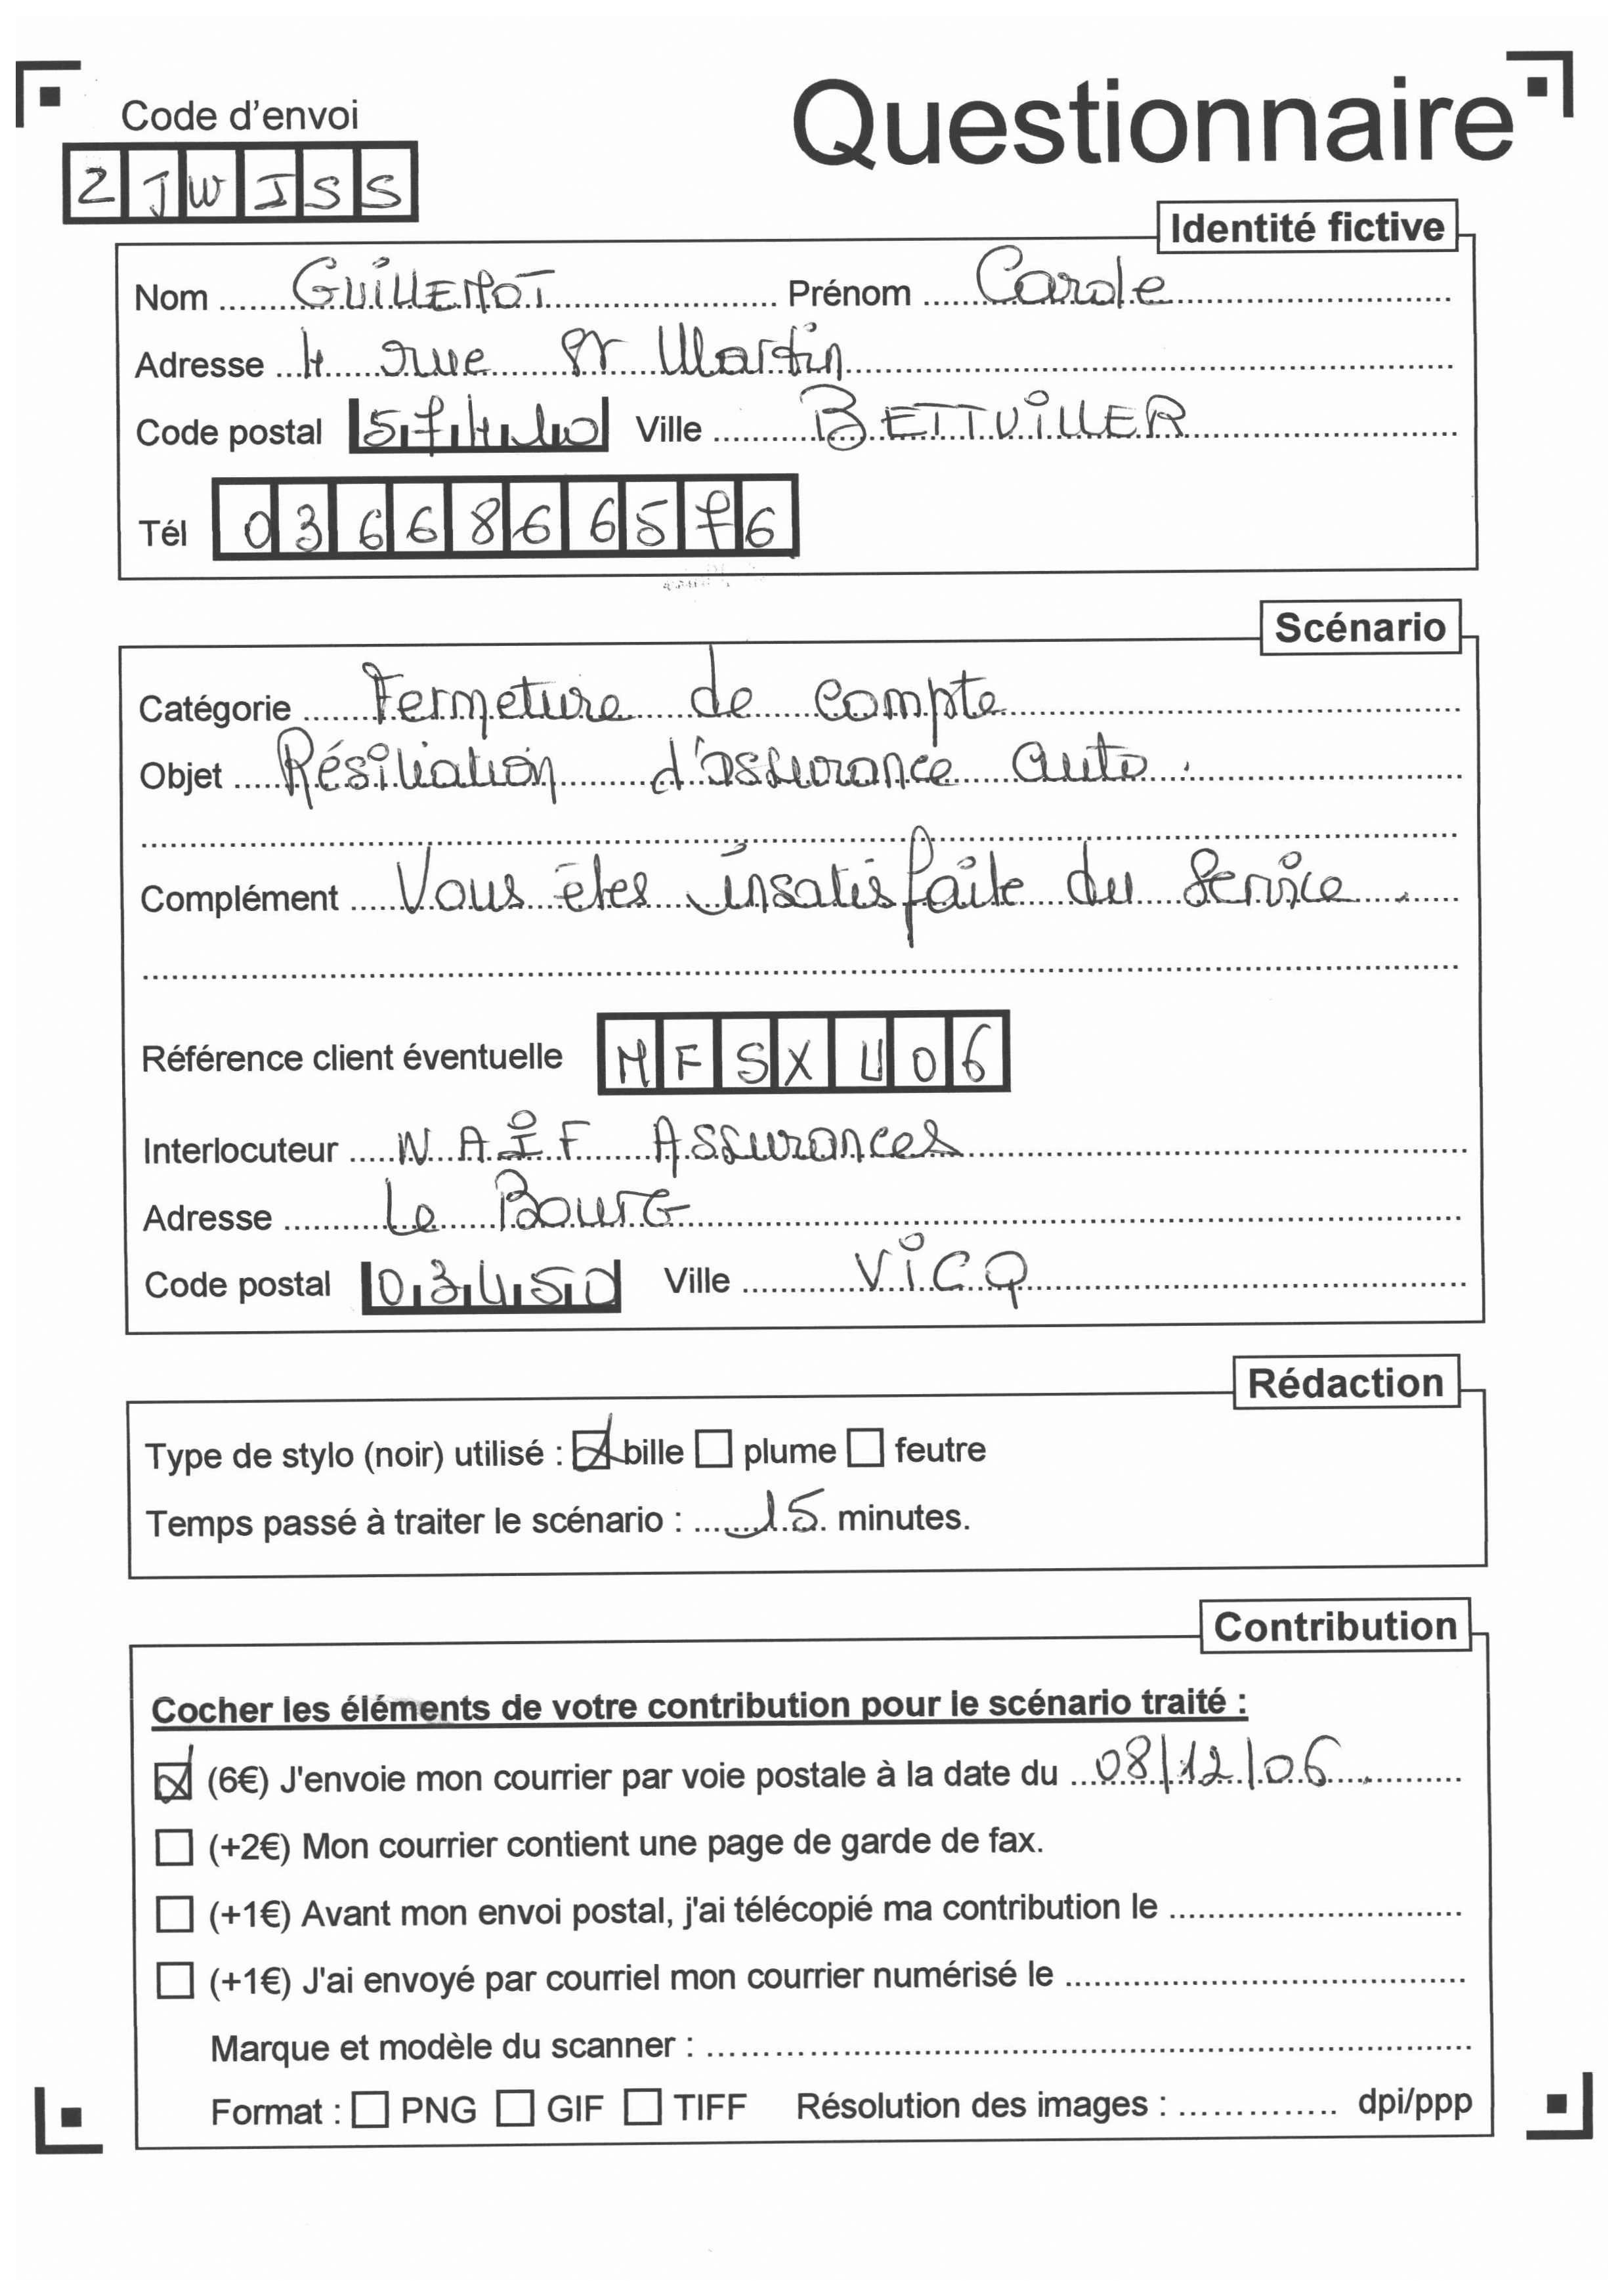 Questionnaire
Code d'envoi
ZJWJSS
Identité fictive
Nom GUILLEMOT Prénom Carole
Adresse 4 rue St Martin
Code postal 57410 Ville BETTVILLER
Tél 0366866576
Scénario
Catégorie Fermeture de compte
Objet Résiliation d'assurance auto.
Complément Vous êtes insatisfaite du service.
Référence client éventuelle MFSXU06
Interlocuteur NAIF Assurances
Adresse Le Bourg
Code postal 03450 Ville VICQ
Rédaction
Type de stylo (noir) utilisé : bille plume feutre
Temps passé à traiter le scénario : 15 minutes.
Contribution
Cocher les éléments de votre contribution pour le scénario traité :
(6€) J'envoie mon courrier par voie postale à la date du 08/12/06.
(+2€) Mon courrier contient une page de garde de fax.
(+1€) Avant mon envoi postal, j'ai télécopié ma contribution le
(+1€) J'ai envoyé par courriel mon courrier numérisé le
Marque et modèle du scanner :
Format : PNG GIF TIFF Résolution des images : dpi/ppp